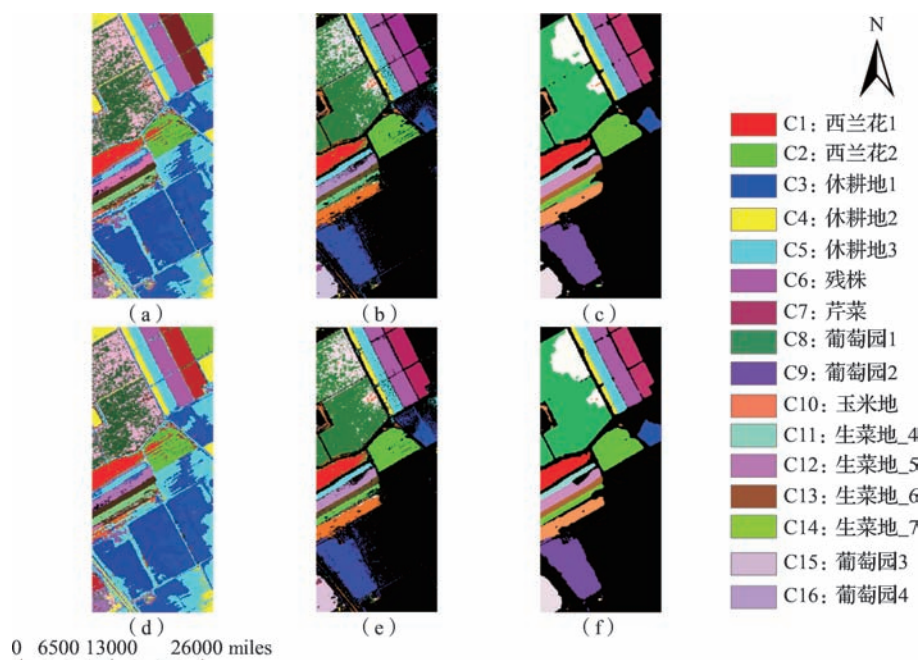 N
C1：西兰花1
C2：西兰花2
C3：休耕地1
C4：休耕地2
C5：休耕地3
C6：残株
C7：芹菜
C8：葡萄园1
C9：葡萄园2
C10：玉米地
C11：生菜地_4
C12：生菜地_5
C13：生菜地_6
C14：生菜地_7
C15：葡萄园3
C16：葡萄园4
（a） （b） （c）
（d） （e） （f）
0 6500 13000 26000 miles